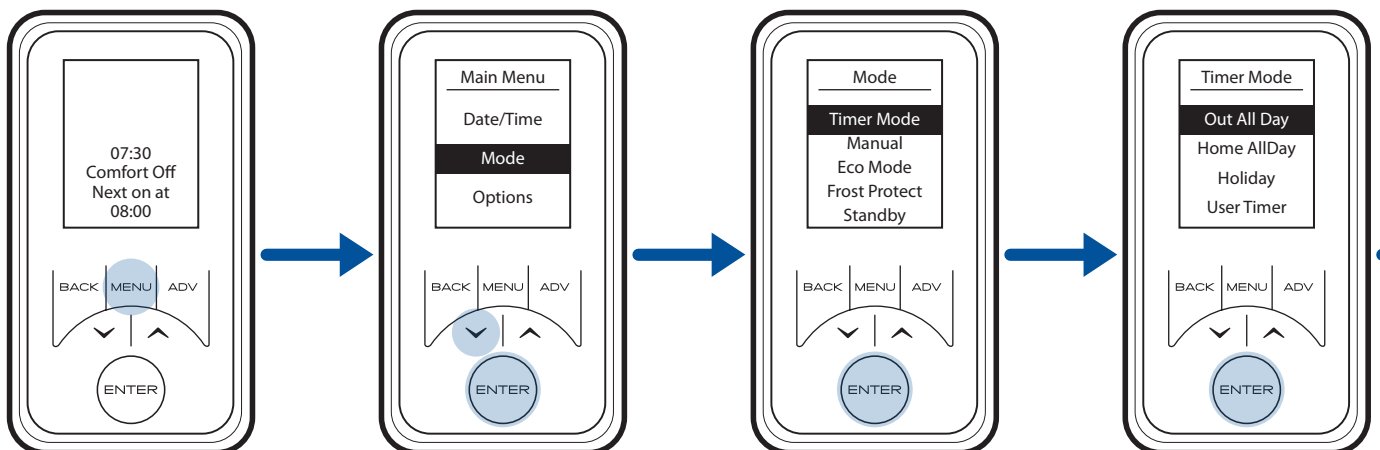 07:30
Comfort Off
Next on at
08:00
BACK MENU ADV
ENTER
Main Menu
Date/Time
Mode
Options
BACK MENU ADV
ENTER
Mode
Timer Mode
Manual
Eco Mode
Frost Protect
Standby
BACK MENU ADV
ENTER
Timer Mode
Out All Day
Home AllDay
Holiday
User Timer
BACK MENU ADV
ENTER